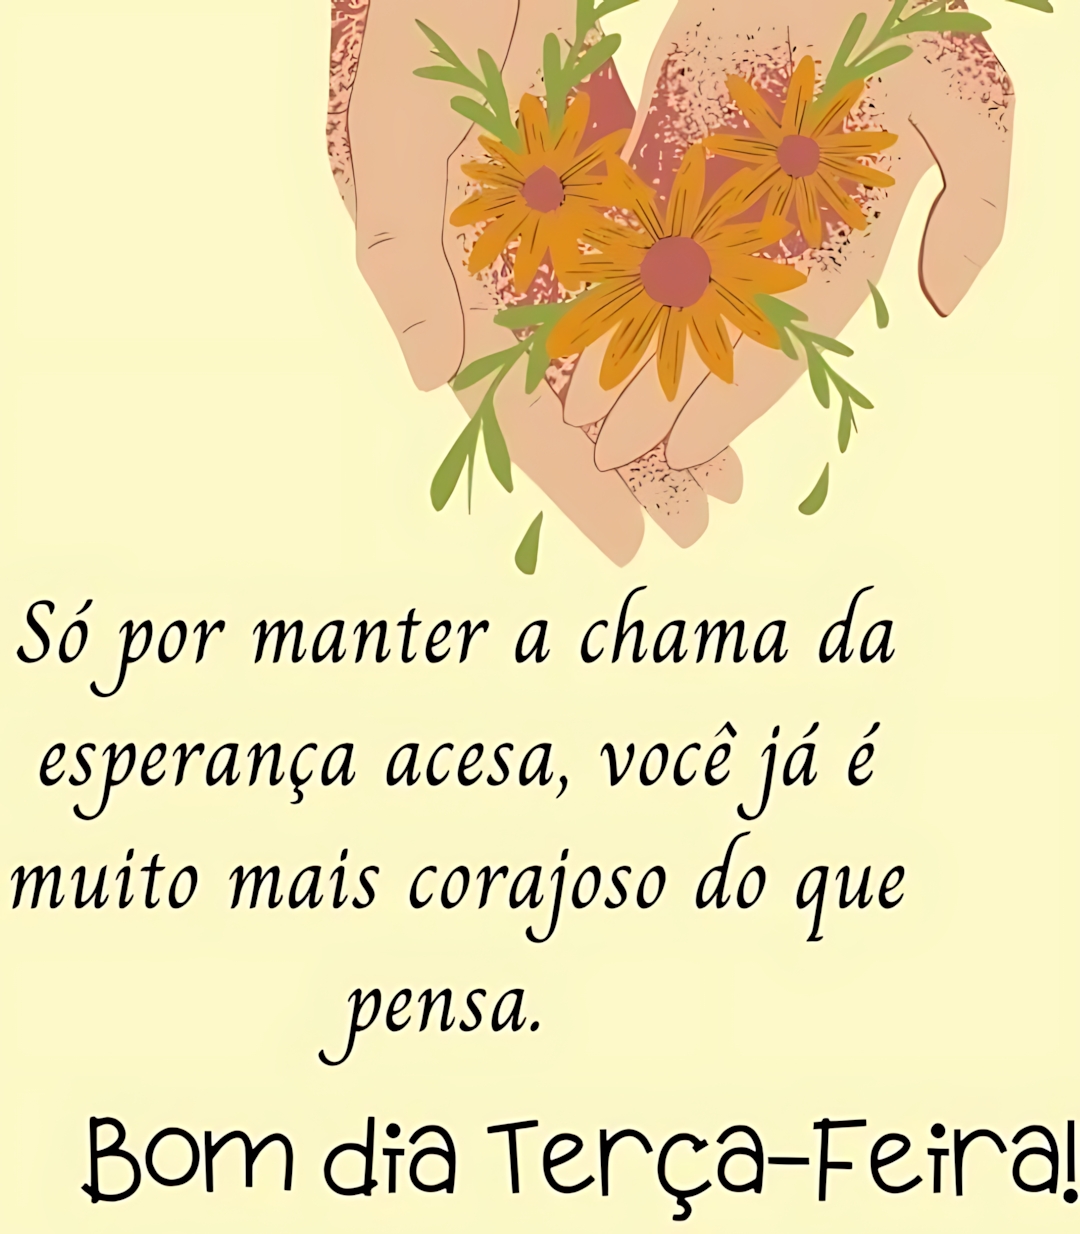 Só por manter a chama da
esperança acesa, você já é
muito mais corajoso do que
pensa.
Bom dia Terça-Feira!